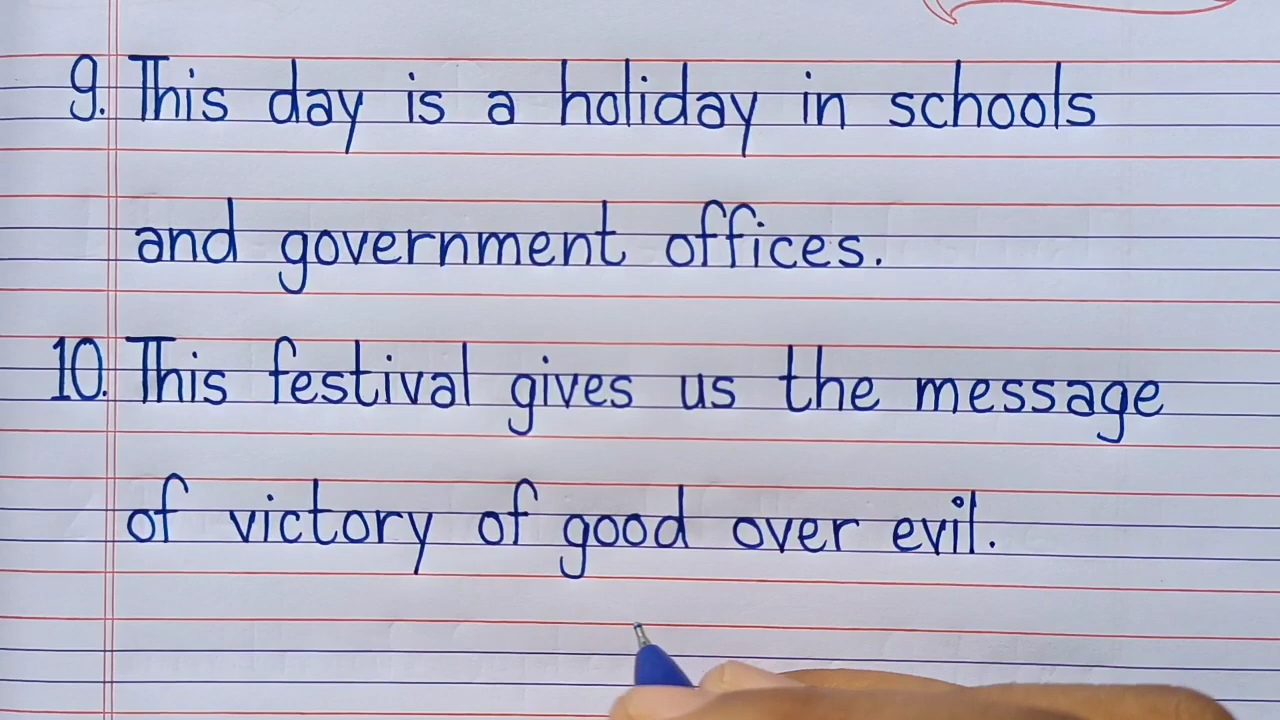 9. This day is a holiday in schools
and government offices.
10. This festival gives us the message
of victory of good over evil.